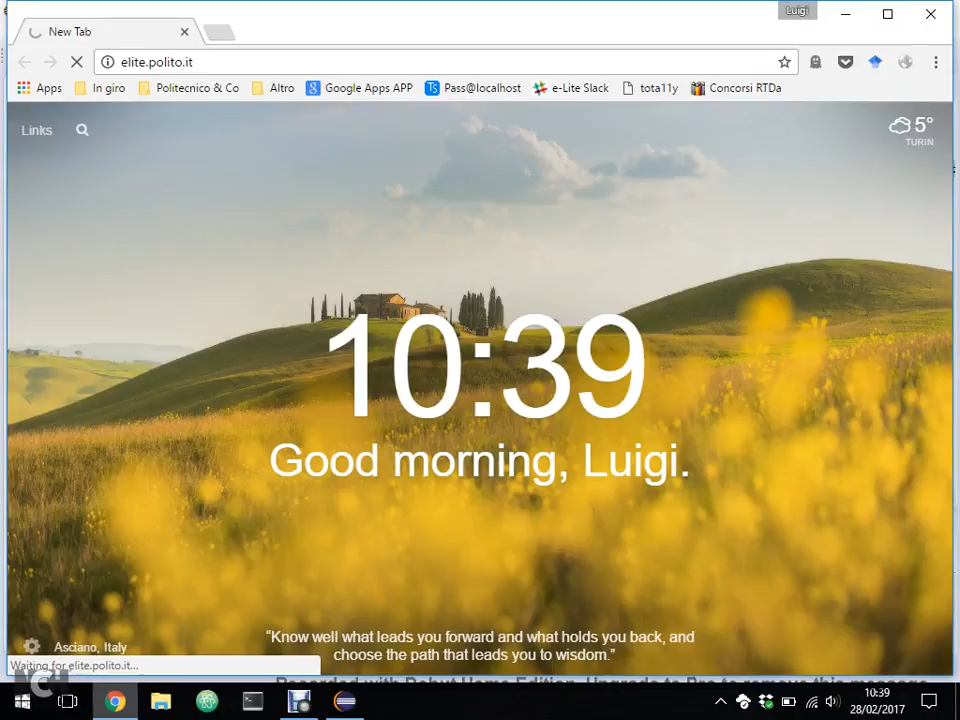 Luigi
New Tab
elite.polito.it
Apps In giro Politecnico & Co Altro Google Apps APP Pass@localhost e-Lite Slack tota11y Concorsi RTDa
Links
5°
TURIN
10:39
Good morning, Luigi.
“Know well what leads you forward and what holds you back, and
choose the path that leads you to wisdom.”
Asciano, Italy
Waiting for elite.polito.it...
10:39
28/02/2017